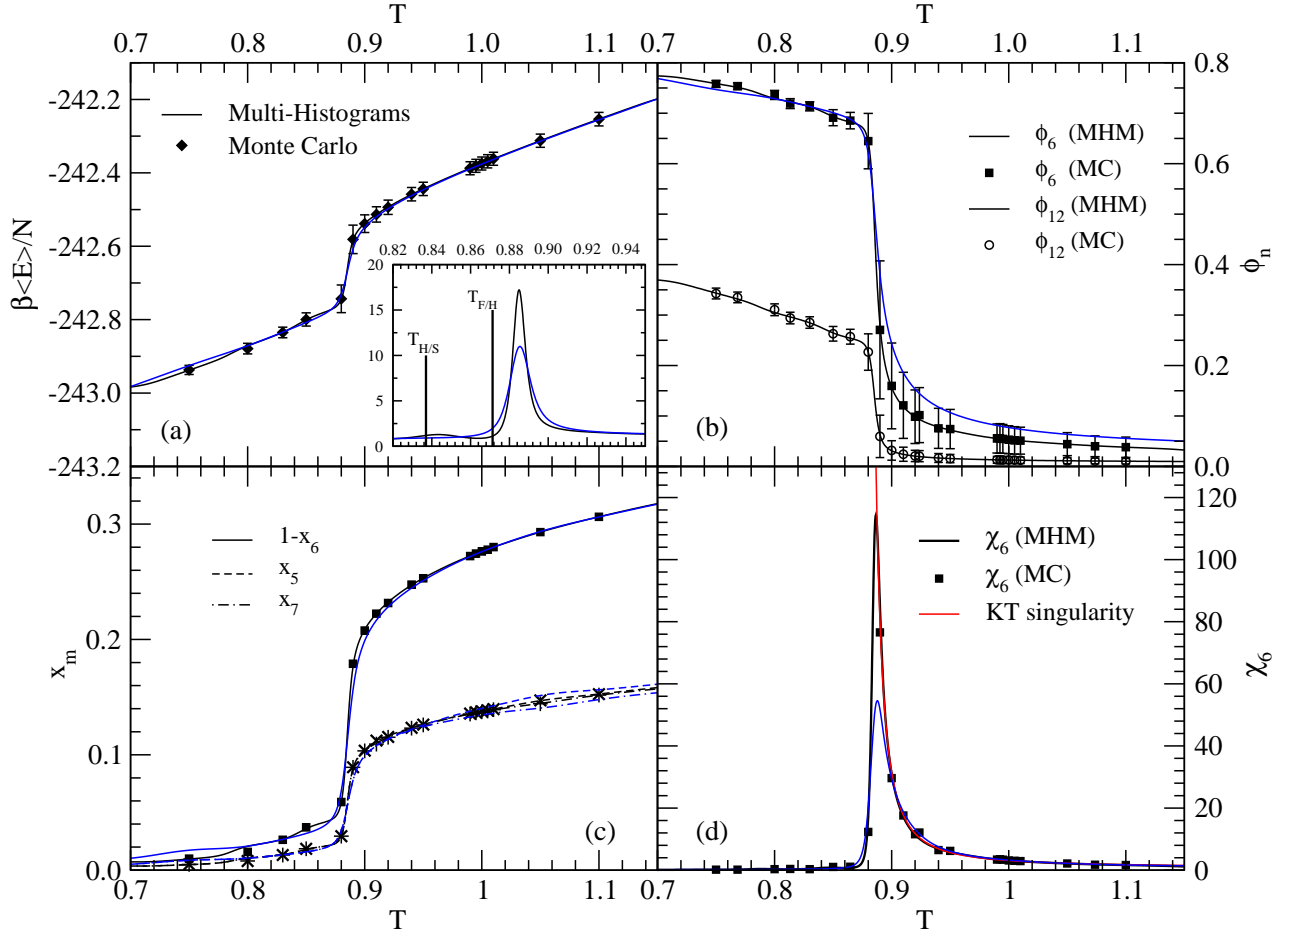 T T
0.7 0.8 0.9 1.0 1.1 0.7 0.8 0.9 1.0 1.1
-242.2
-242.4
-242.6
-242.8
-243.0
-243.2
β<E>/N
Multi-Histograms
Monte Carlo
(a)
0.82 0.84 0.86 0.88 0.90 0.92 0.94
20
15
10
5
0
T_H/S
T_F/H
0.8
0.6
0.4
0.2
0.0
ϕ_n
ϕ_6 (MHM)
ϕ_6 (MC)
ϕ_12 (MHM)
ϕ_12 (MC)
(b)
0.3
0.2
0.1
0.0
x_m
1-x_6
x_5
x_7
(c)
120
100
80
60
40
20
0
χ_6
χ_6 (MHM)
χ_6 (MC)
KT singularity
(d)
0.7 0.8 0.9 1 1.1 0.7 0.8 0.9 1 1.1
T T